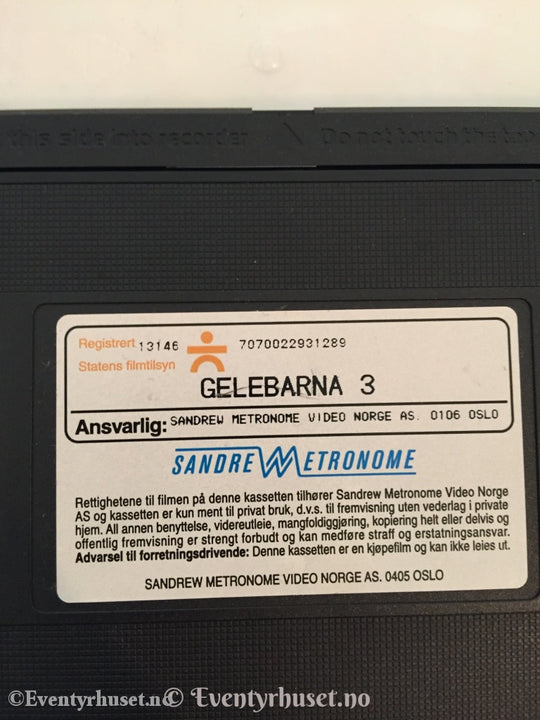 this side into recorder Do not touch the
Registrert 13146 7070022931289
Statens filmtilsyn
GELEBARNA 3
Ansvarlig: SANDREW METRONOME VIDEO NORGE AS. 0106 OSLO
SANDREW METRONOME
Rettighetene til filmen på denne kassetten tilhører Sandrew Metronome Video Norge
AS og kassetten er kun ment til privat bruk, d.v.s. til fremvisning uten vederlag i private
hjem. All annen benyttelse, videreutleie, mangfoldiggjøring, kopiering helt eller delvis og
offentlig fremvisning er strengt forbudt og kan medføre straff og erstatningsansvar.
Advarsel til forretningsdrivende: Denne kassetten er en kjøpefilm og kan ikke leies ut.
SANDREW METRONOME VIDEO NORGE AS. 0405 OSLO
©Eventyrhuset.no © Eventyrhuset.no